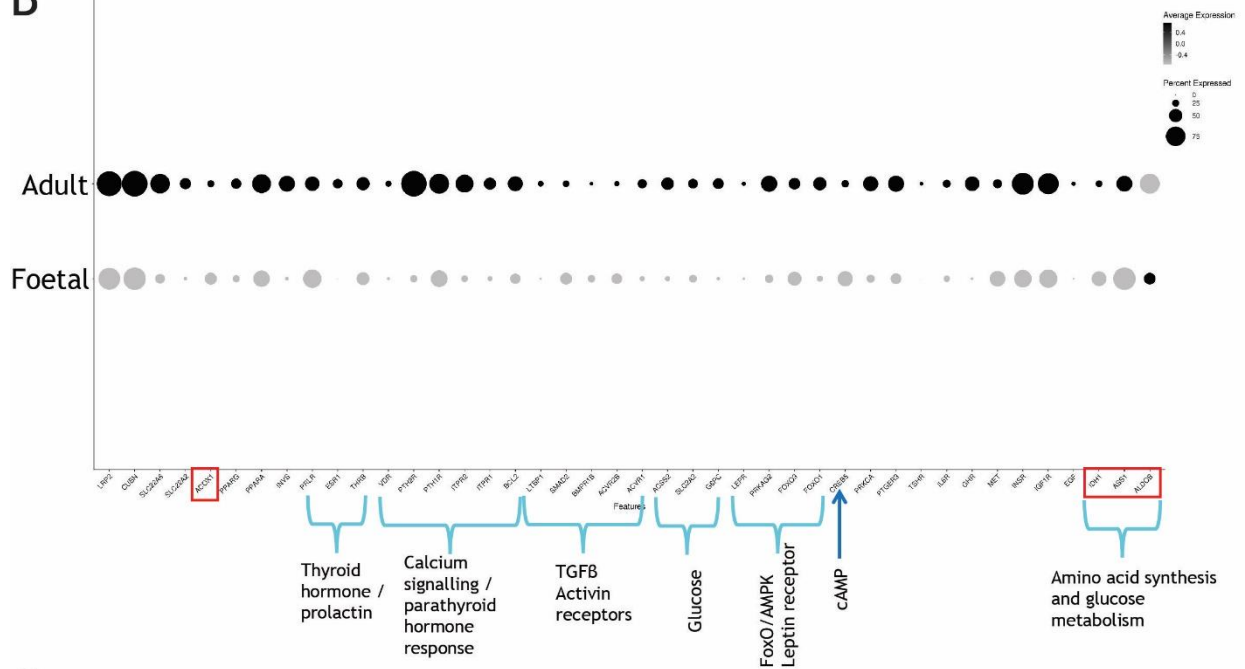 D
Average Expression
0.4
0.0
-0.4
Percent Expressed
0
25
50
75
Adult
Foetal
LRP2
CUBN
SLC22A6
SLC22A2
ACOX1
PPARG
PPARA
INVS
PRLR
ESR1
THRB
VDR
PTH2R
PTH1R
ITPR2
ITPR1
BCL2
LTBP1
SMAD2
BMPR1B
ACVR2B
ACVR1
ACSS2
SLC2A2
G6PC
LEPR
PRKAG2
FOXO3
FOXO1
CREB5
PRKCA
PTGER3
TSHR
IL6R
GHR
MET
INSR
IGF1R
EGF
IDH1
ASS1
ALDOB
Features
Thyroid
hormone /
prolactin
Calcium
signalling /
parathyroid
hormone
response
TGFß
Activin
receptors
Glucose
FoxO/AMPK
Leptin receptor
cAMP
Amino acid synthesis
and glucose
metabolism